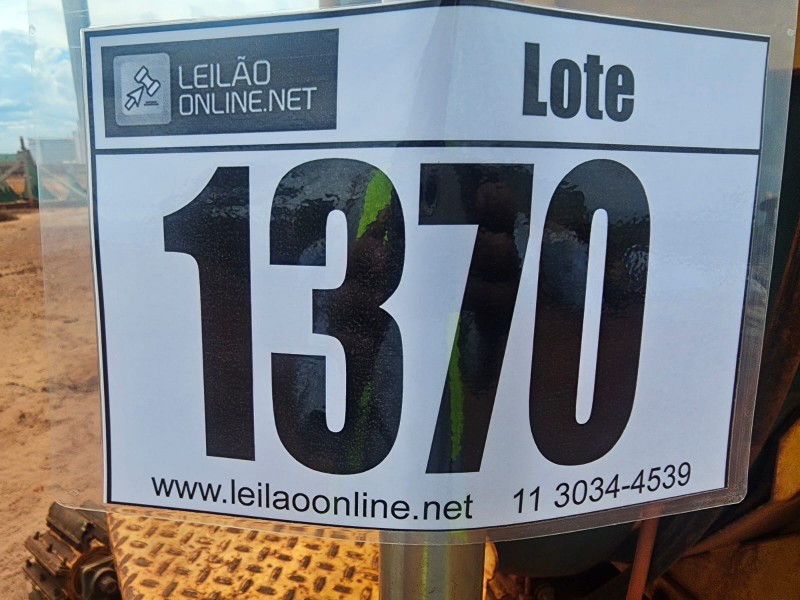 LEILÃO
ONLINE.NET
Lote
1370
www.leilaoonline.net 11 3034-4539